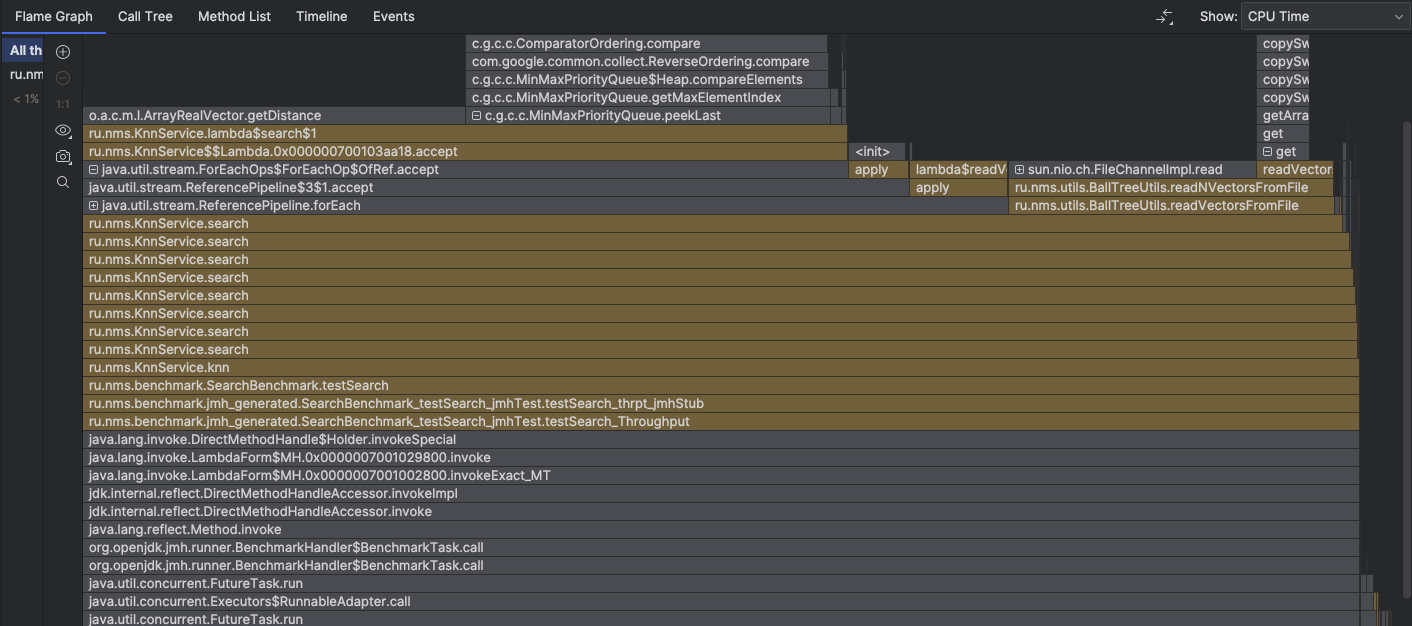 Flame Graph Call Tree Method List Timeline Events Show: CPU Time
All th
ru.nm
< 1%
1:1
c.g.c.c.ComparatorOrdering.compare copySw
com.google.common.collect.ReverseOrdering.compare copySw
c.g.c.c.MinMaxPriorityQueue$Heap.compareElements copySw
c.g.c.c.MinMaxPriorityQueue.getMaxElementIndex copySw
o.a.c.m.l.ArrayRealVector.getDistance c.g.c.c.MinMaxPriorityQueue.peekLast getArra
ru.nms.KnnService.lambda$search$1 get
ru.nms.KnnService$$Lambda.0x000000700103aa18.accept <init> get
java.util.stream.ForEachOps$ForEachOp$OfRef.accept apply lambda$readV sun.nio.ch.FileChannelImpl.read readVector
java.util.stream.ReferencePipeline$3$1.accept apply ru.nms.utils.BallTreeUtils.readNVectorsFromFile
java.util.stream.ReferencePipeline.forEach ru.nms.utils.BallTreeUtils.readVectorsFromFile
ru.nms.KnnService.search
ru.nms.KnnService.search
ru.nms.KnnService.search
ru.nms.KnnService.search
ru.nms.KnnService.search
ru.nms.KnnService.search
ru.nms.KnnService.search
ru.nms.KnnService.search
ru.nms.KnnService.knn
ru.nms.benchmark.SearchBenchmark.testSearch
ru.nms.benchmark.jmh_generated.SearchBenchmark_testSearch_jmhTest.testSearch_thrpt_jmhStub
ru.nms.benchmark.jmh_generated.SearchBenchmark_testSearch_jmhTest.testSearch_Throughput
java.lang.invoke.DirectMethodHandle$Holder.invokeSpecial
java.lang.invoke.LambdaForm$MH.0x0000007001029800.invoke
java.lang.invoke.LambdaForm$MH.0x0000007001002800.invokeExact_MT
jdk.internal.reflect.DirectMethodHandleAccessor.invokeImpl
jdk.internal.reflect.DirectMethodHandleAccessor.invoke
java.lang.reflect.Method.invoke
org.openjdk.jmh.runner.BenchmarkHandler$BenchmarkTask.call
org.openjdk.jmh.runner.BenchmarkHandler$BenchmarkTask.call
java.util.concurrent.FutureTask.run
java.util.concurrent.Executors$RunnableAdapter.call
java.util.concurrent.FutureTask.run